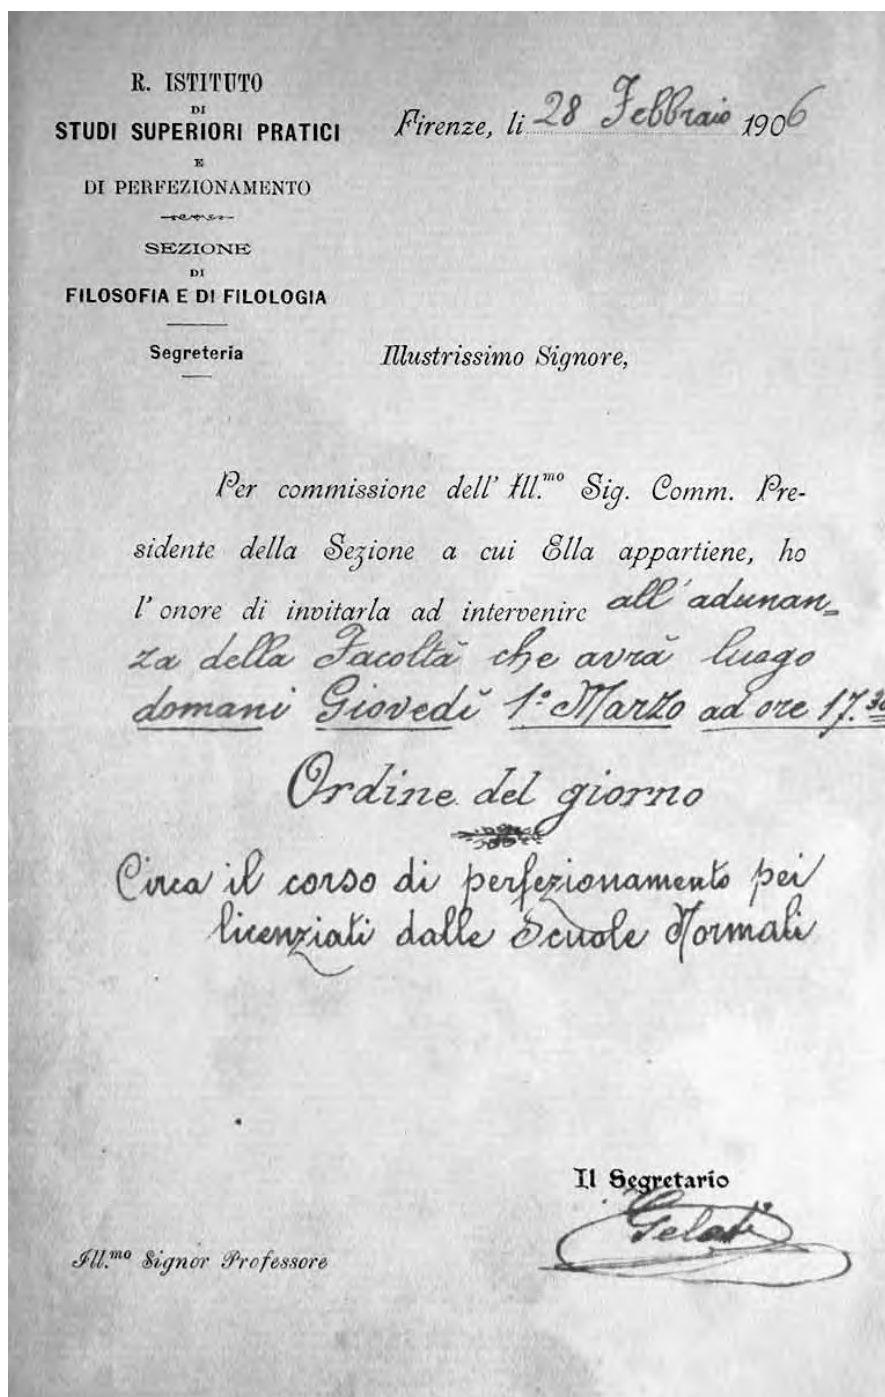 R. ISTITUTO
DI
STUDI SUPERIORI PRATICI
E
DI PERFEZIONAMENTO
SEZIONE
DI
FILOSOFIA E DI FILOLOGIA
Segreteria
Firenze, li 28 Febbraio 1906
Illustrissimo Signore,
Per commissione dell' Ill.mo Sig. Comm. Pre-
sidente della Sezione a cui Ella appartiene, ho
l' onore di invitarla ad intervenire all'adunan=
za della Facoltà che avrà luogo
domani Giovedì 1º Marzo ad ore 17.30
Ordine del giorno
Circa il corso di perfezionamento pei
licenziati dalle Scuole Normali
Il Segretario
Gelati
Ill.mo Signor Professore